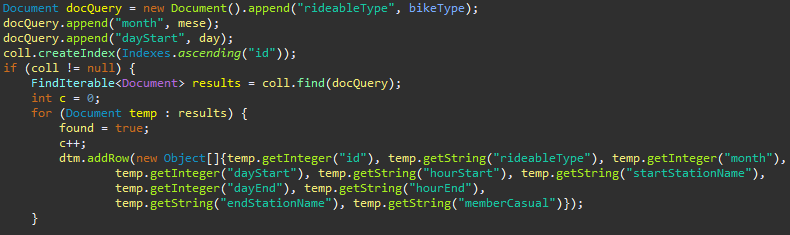 Document docQuery = new Document().append("rideableType", bikeType);
docQuery.append("month", mese);
docQuery.append("dayStart", day);
coll.createIndex(Indexes.ascending("id"));
if (coll != null) {
FindIterable<Document> results = coll.find(docQuery);
int c = 0;
for (Document temp : results) {
found = true;
c++;
dtm.addRow(new Object[]{temp.getInteger("id"), temp.getString("rideableType"), temp.getInteger("month"),
temp.getInteger("dayStart"), temp.getString("hourStart"), temp.getString("startStationName"),
temp.getInteger("dayEnd"), temp.getString("hourEnd"),
temp.getString("endStationName"), temp.getString("memberCasual")});
}